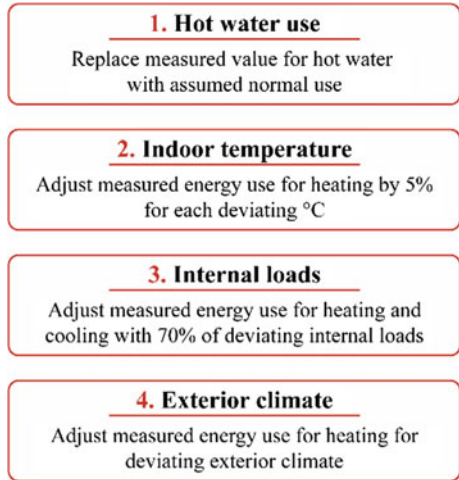 1. Hot water use
Replace measured value for hot water
with assumed normal use
2. Indoor temperature
Adjust measured energy use for heating by 5%
for each deviating °C
3. Internal loads
Adjust measured energy use for heating and
cooling with 70% of deviating internal loads
4. Exterior climate
Adjust measured energy use for heating for
deviating exterior climate